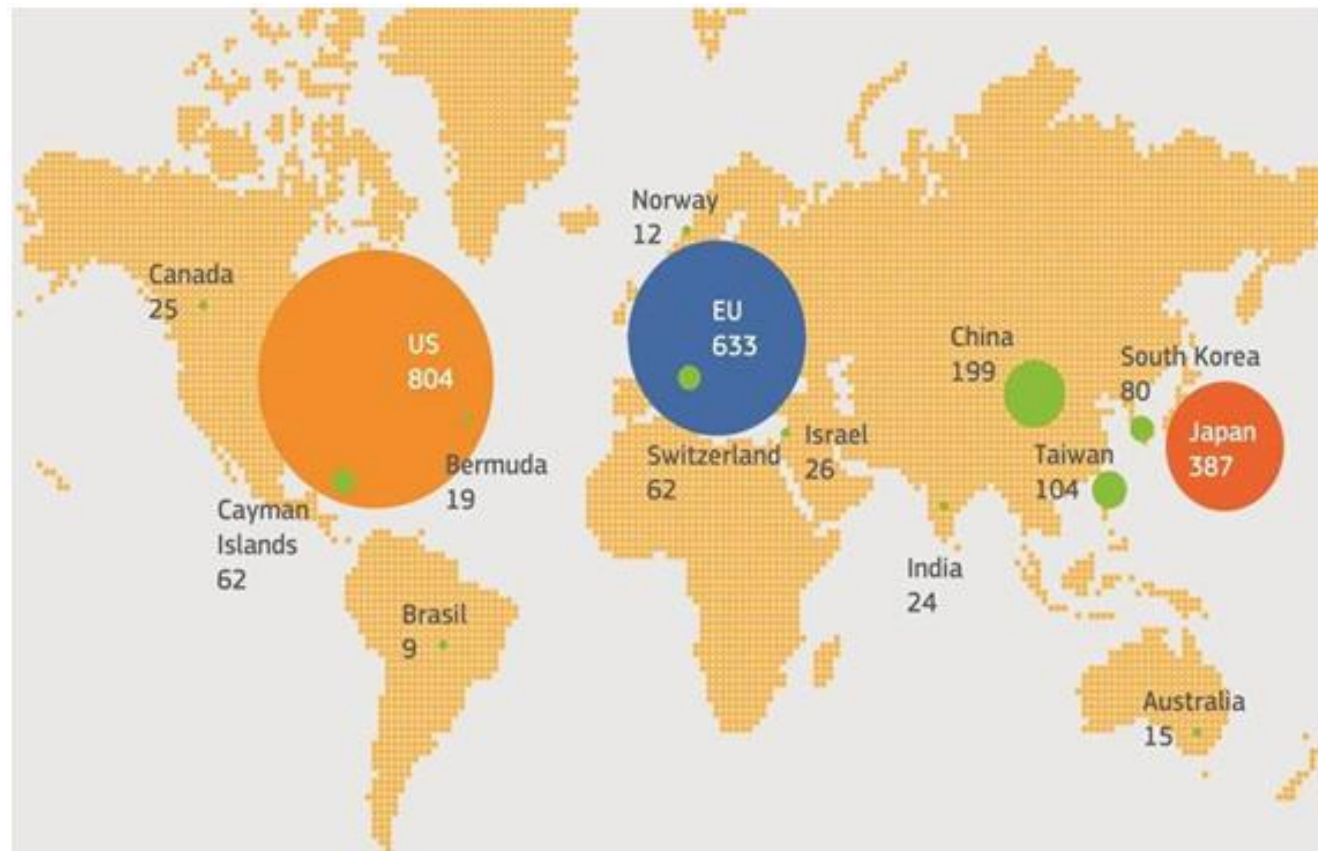 Norway
12
Canada
25
US
804
EU
633
China
199
South Korea
80
Japan
387
Bermuda
19
Switzerland
62
Israel
26
Taiwan
104
Cayman
Islands
62
India
24
Brasil
9
Australia
15